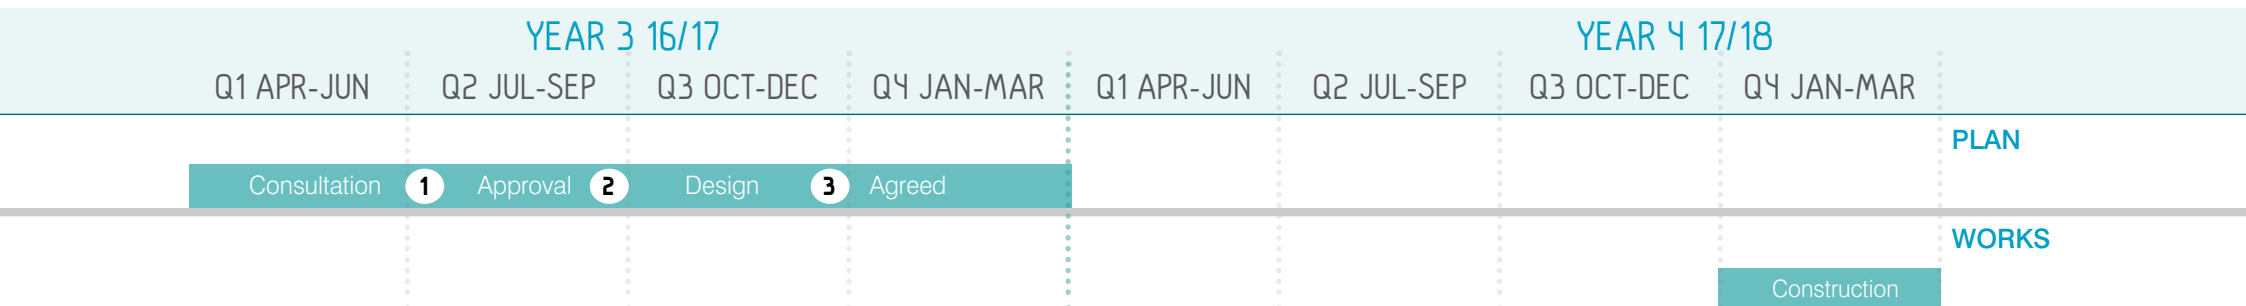 YEAR 3 16/17 YEAR 4 17/18
Q1 APR-JUN Q2 JUL-SEP Q3 OCT-DEC Q4 JAN-MAR Q1 APR-JUN Q2 JUL-SEP Q3 OCT-DEC Q4 JAN-MAR
PLAN
Consultation 1 Approval 2 Design 3 Agreed
WORKS
Construction